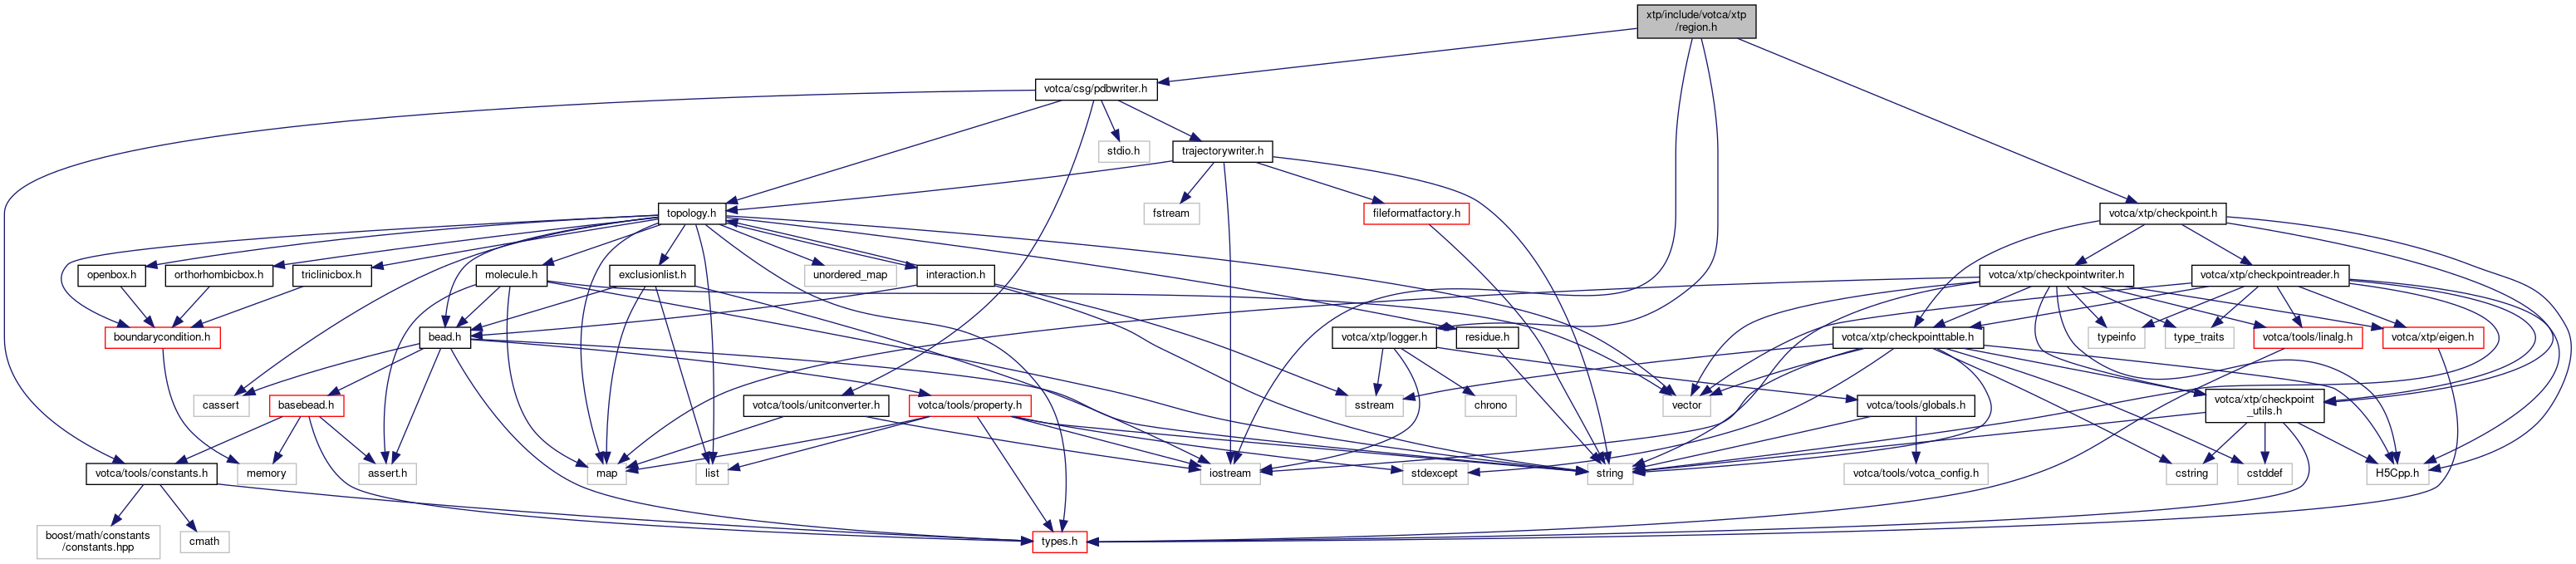 xtp/include/votca/xtp
/region.h
votca/csg/pdbwriter.h
stdio.h
trajectorywriter.h
topology.h
fstream
fileformatfactory.h
votca/xtp/checkpoint.h
openbox.h
orthorhombicbox.h
triclinicbox.h
molecule.h
exclusionlist.h
unordered_map
interaction.h
votca/xtp/checkpointwriter.h
votca/xtp/checkpointreader.h
boundarycondition.h
bead.h
votca/xtp/logger.h
residue.h
votca/xtp/checkpointtable.h
typeinfo
type_traits
votca/tools/linalg.h
votca/xtp/eigen.h
cassert
basebead.h
votca/tools/unitconverter.h
votca/tools/property.h
sstream
chrono
vector
votca/tools/globals.h
votca/xtp/checkpoint
_utils.h
votca/tools/constants.h
memory
assert.h
map
list
iostream
stdexcept
string
votca/tools/votca_config.h
cstring
cstddef
H5Cpp.h
boost/math/constants
/constants.hpp
cmath
types.h